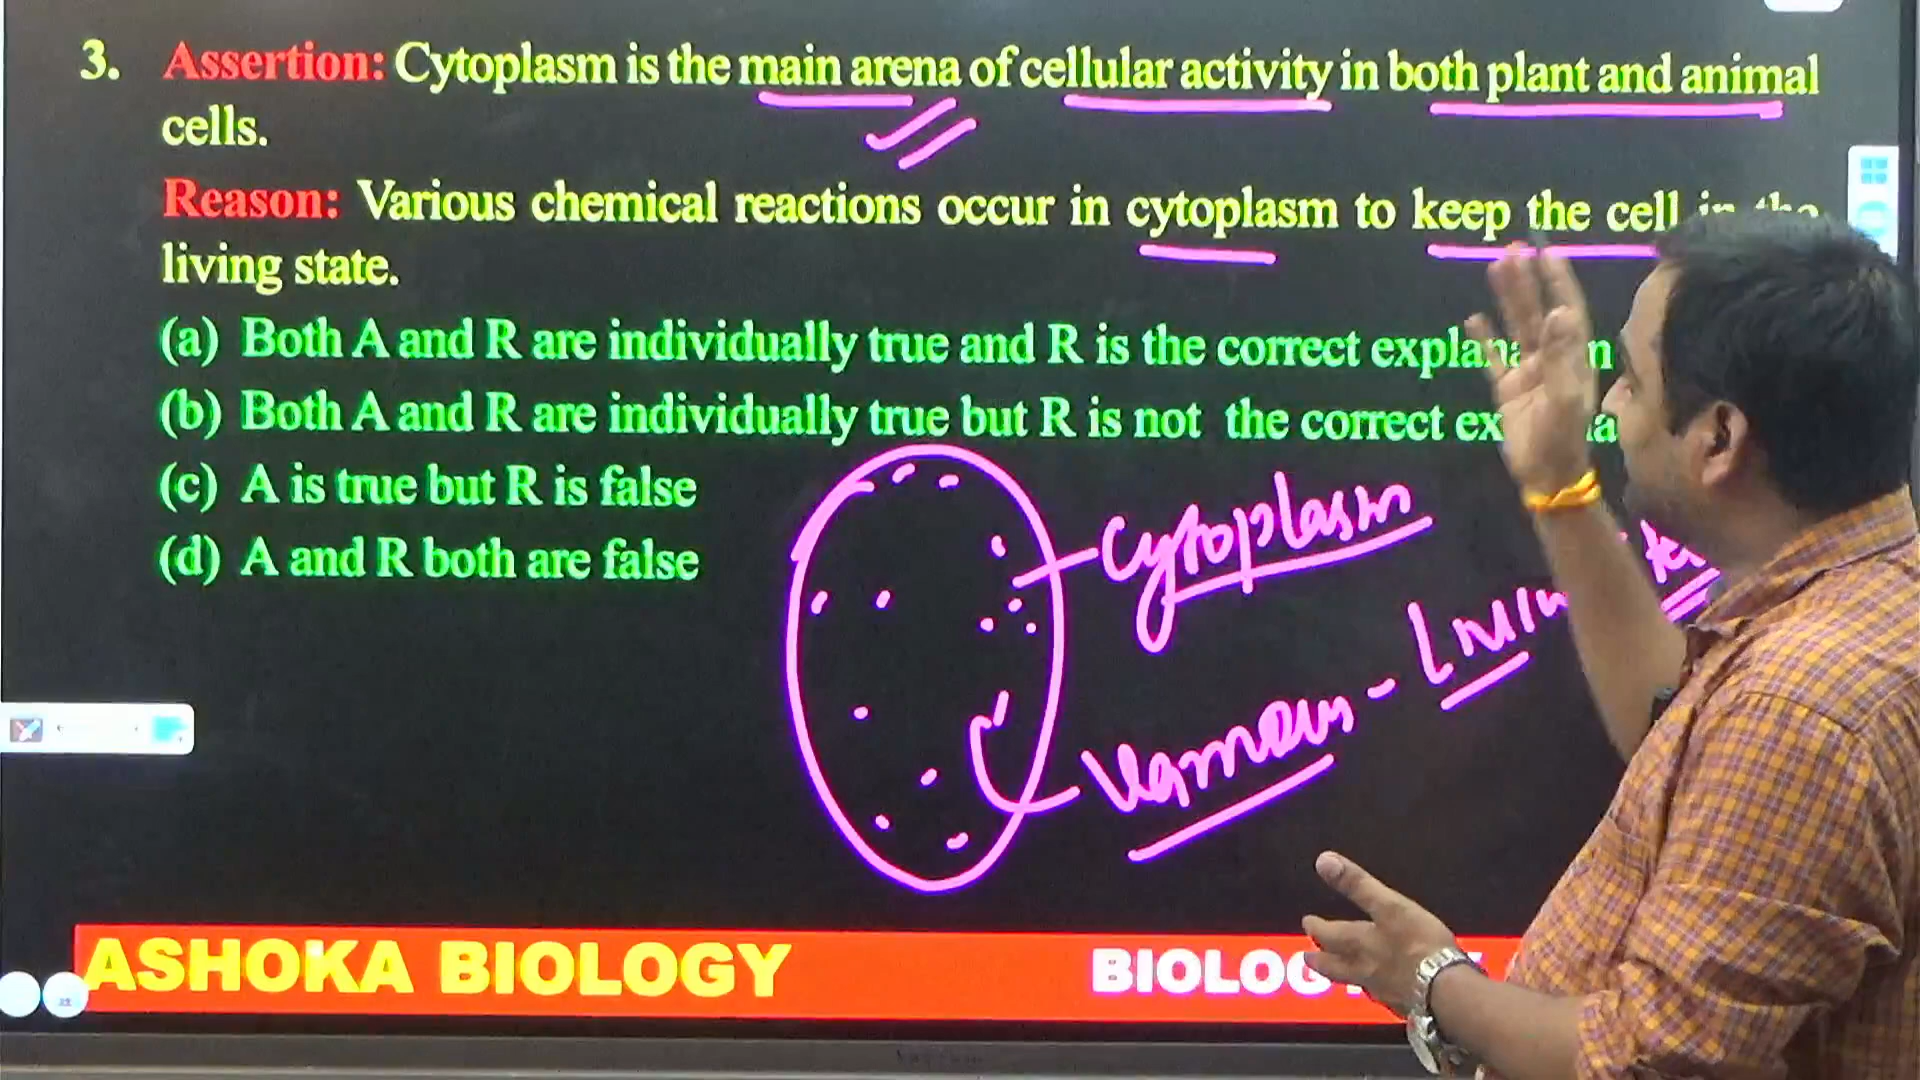 3. Assertion: Cytoplasm is the main arena of cellular activity in both plant and animal
cells.
Reason: Various chemical reactions occur in cytoplasm to keep the cell in the
living state.
(a) Both A and R are individually true and R is the correct
(b) Both A and R are individually true but R is not the correct
(c) A is true but R is false
(d) A and R both are false
Cytoplasm
ASHOKA BIOLOGY